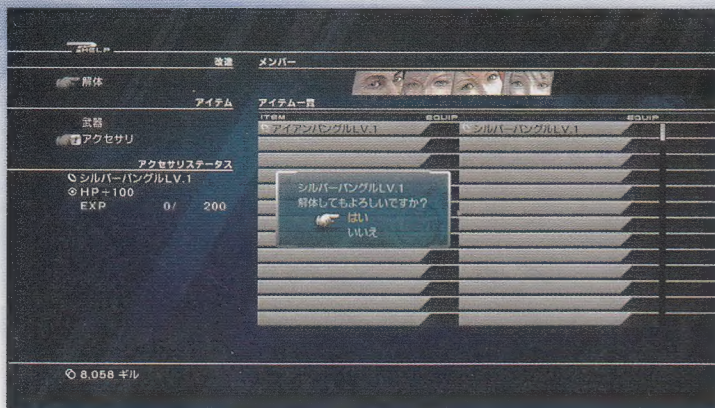 HELP
改造
解体
アイテム
武器
アクセサリ
アクセサリステータス
シルバーバングルLV.1
HP+100
EXP 0/ 200
メンバー
アイテム一覧
ITEM EQUIP EQUIP
アイアンバングルLV.1 シルバーバングルLV.1
シルバーバングルLV.1
解体してもよろしいですか?
はい
いいえ
8,058 ギル